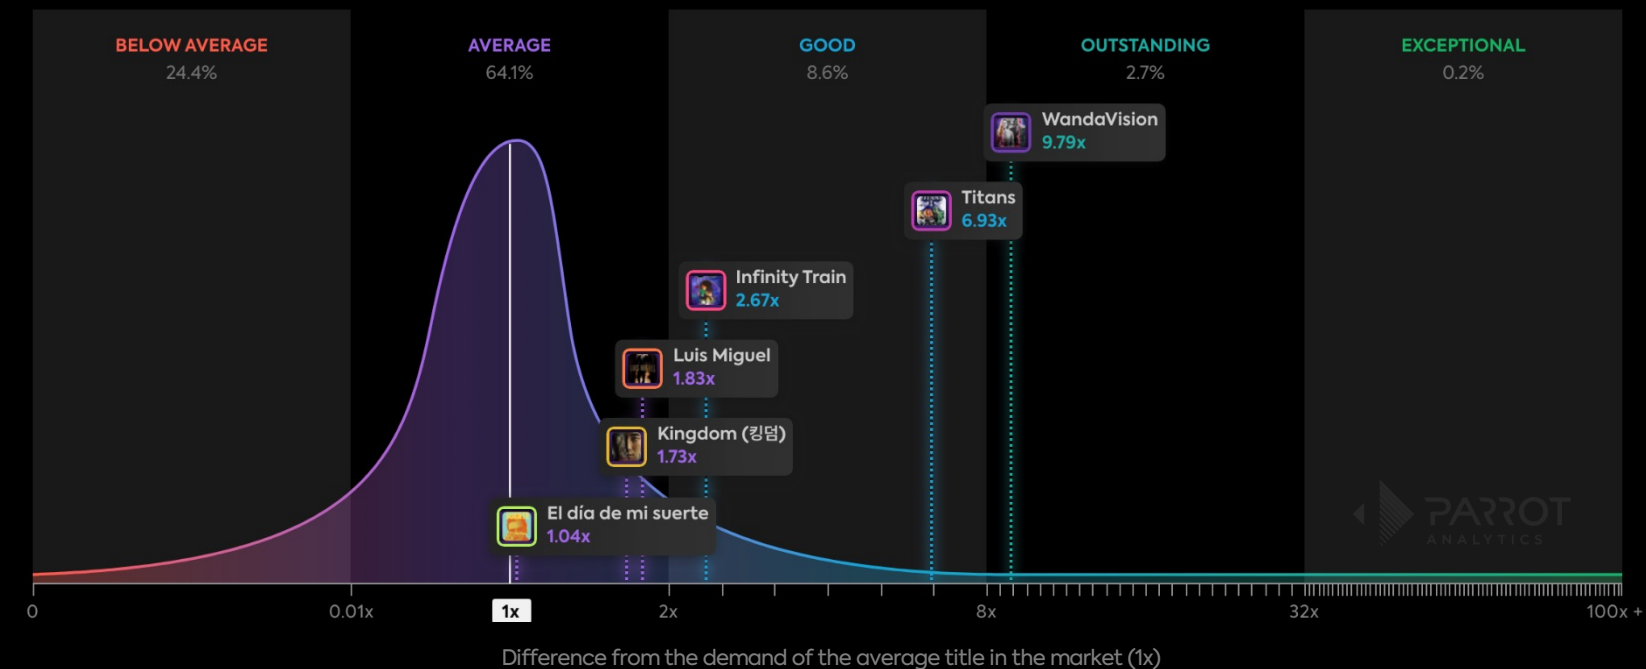 BELOW AVERAGE
24.4%
AVERAGE
64.1%
GOOD
8.6%
OUTSTANDING
2.7%
EXCEPTIONAL
0.2%
WandaVision
9.79x
Titans
6.93x
Infinity Train
2.67x
Luis Miguel
1.83x
Kingdom (킹덤)
1.73x
El día de mi suerte
1.04x
PARROT
ANALYTICS
0
0.01x
1x
2x
8x
32x
100x +
Difference from the demand of the average title in the market (1x)